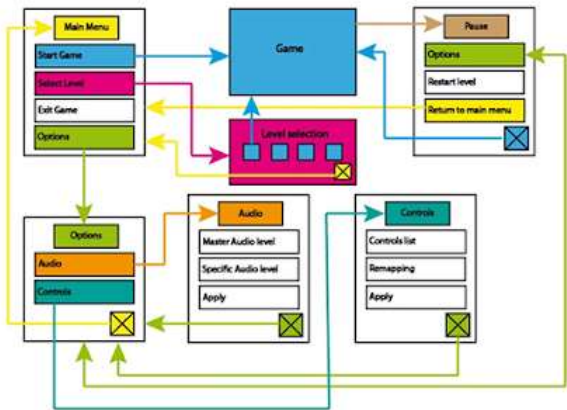 Main Menu
Start Game
Select Level
Exit Game
Options
Game
Level selection
Pause
Options
Restart level
Return to main menu
Options
Audio
Controls
Audio
Master Audio level
Specific Audio level
Apply
Controls
Controls list
Remapping
Apply